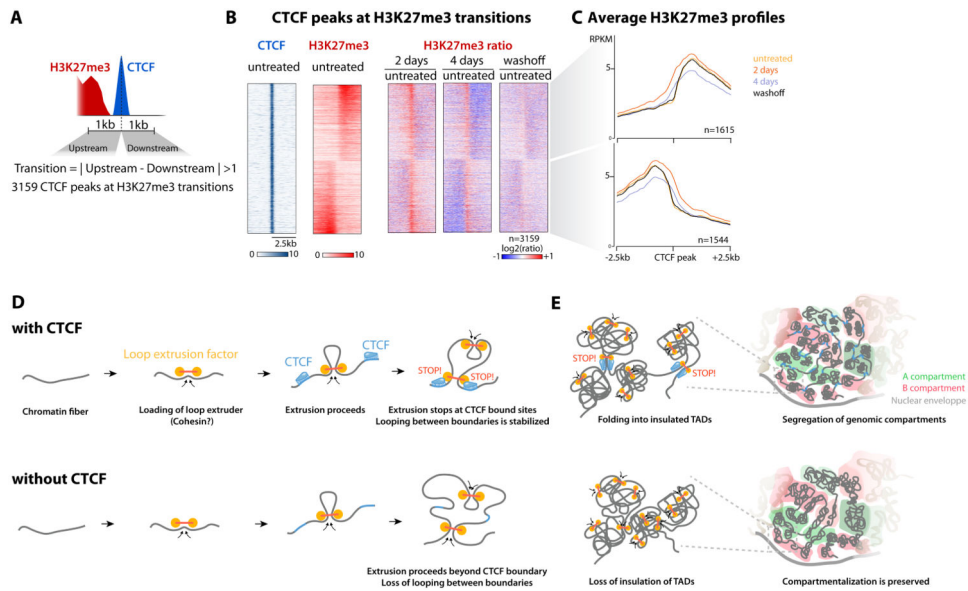 A
H3K27me3
CTCF
1kb
1kb
Upstream
Downstream
Transition = | Upstream - Downstream | >1
3159 CTCF peaks at H3K27me3 transitions
B
CTCF peaks at H3K27me3 transitions
CTCF
H3K27me3
H3K27me3 ratio
untreated
untreated
2 days
4 days
washoff
untreated
untreated
untreated
2.5kb
0
10
0
10
n=3159
log2(ratio)
-1
+1
C
Average H3K27me3 profiles
RPKM
5
0
untreated
2 days
4 days
washoff
n=1615
5
0
n=1544
-2.5kb
CTCF peak
+2.5kb
D
with CTCF
Loop extrusion factor
CTCF
CTCF
STOP!
STOP!
Chromatin fiber
Loading of loop extruder
(Cohesin?)
Extrusion proceeds
Extrusion stops at CTCF bound sites
Looping between boundaries is stabilized
without CTCF
Extrusion proceeds beyond CTCF boundary
Loss of looping between boundaries
E
STOP!
STOP!
A compartment
B compartment
Nuclear enveloppe
Folding into insulated TADs
Segregation of genomic compartments
Loss of insulation of TADs
Compartmentalization is preserved